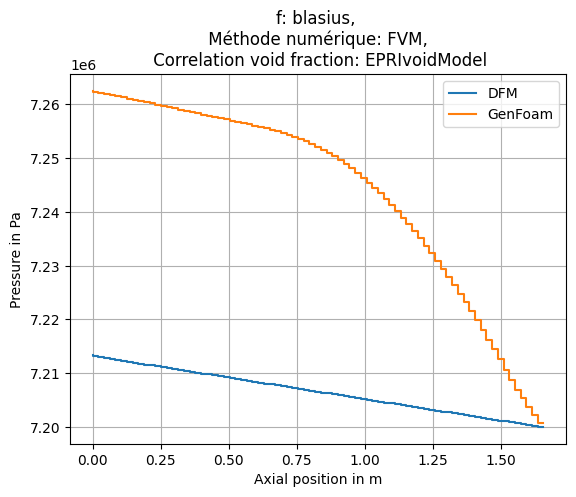 f: blasius,
Méthode numérique: FVM,
Correlation void fraction: EPRIvoidModel
1e6
DFM
GenFoam
7.26
7.25
7.24
7.23
7.22
7.21
7.20
Pressure in Pa
0.00 0.25 0.50 0.75 1.00 1.25 1.50
Axial position in m